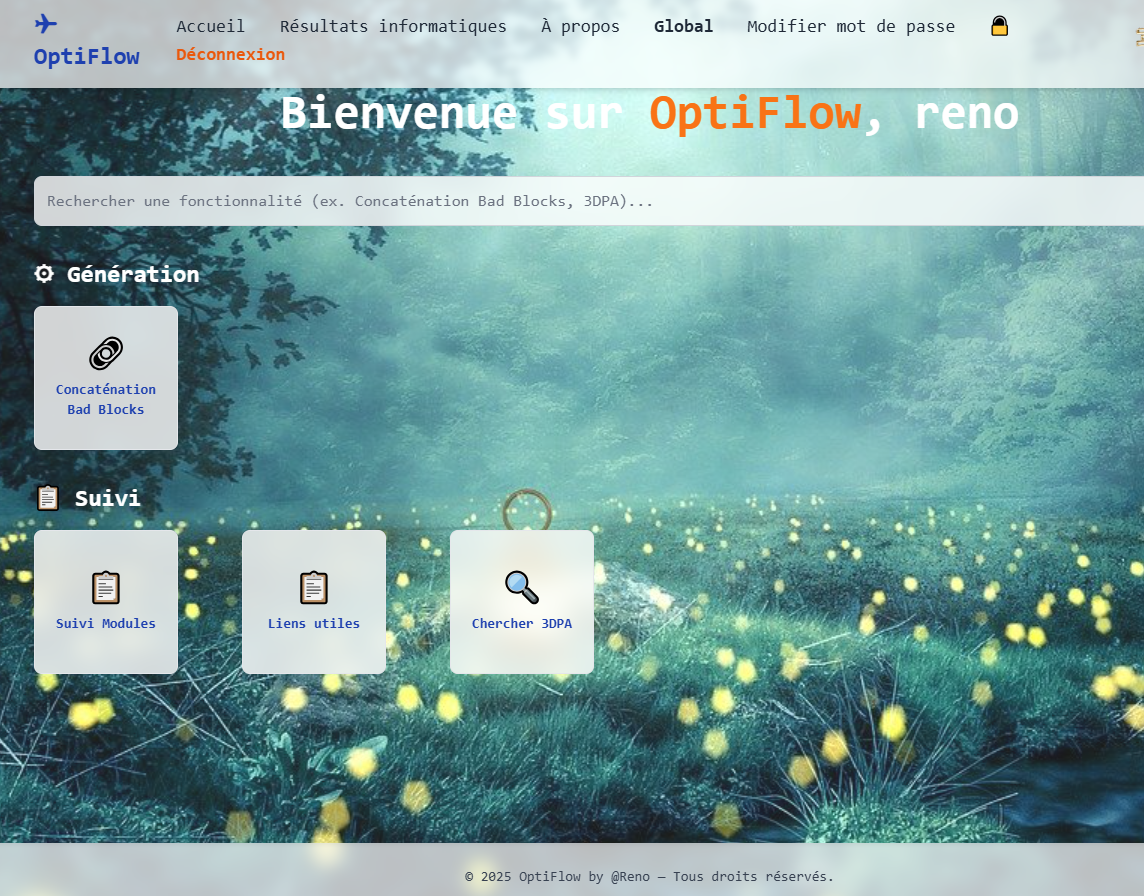 Accueil Résultats informatiques À propos Global Modifier mot de passe
OptiFlow Déconnexion
Bienvenue sur OptiFlow, reno
Rechercher une fonctionnalité (ex. Concaténation Bad Blocks, 3DPA)...
Génération
Concaténation
Bad Blocks
Suivi
Suivi Modules
Liens utiles
Chercher 3DPA
© 2025 OptiFlow by @Reno — Tous droits réservés.